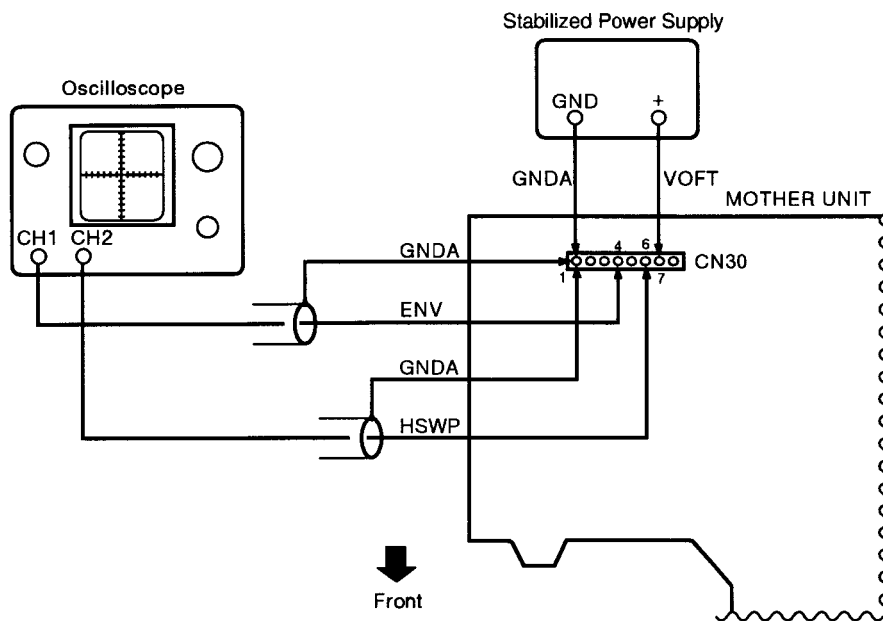 Stabilized Power Supply
Oscilloscope
GND +
GNDA VOFT
MOTHER UNIT
CH1 CH2
GNDA
4 6
CN30
1 7
ENV
GNDA
HSWP
Front